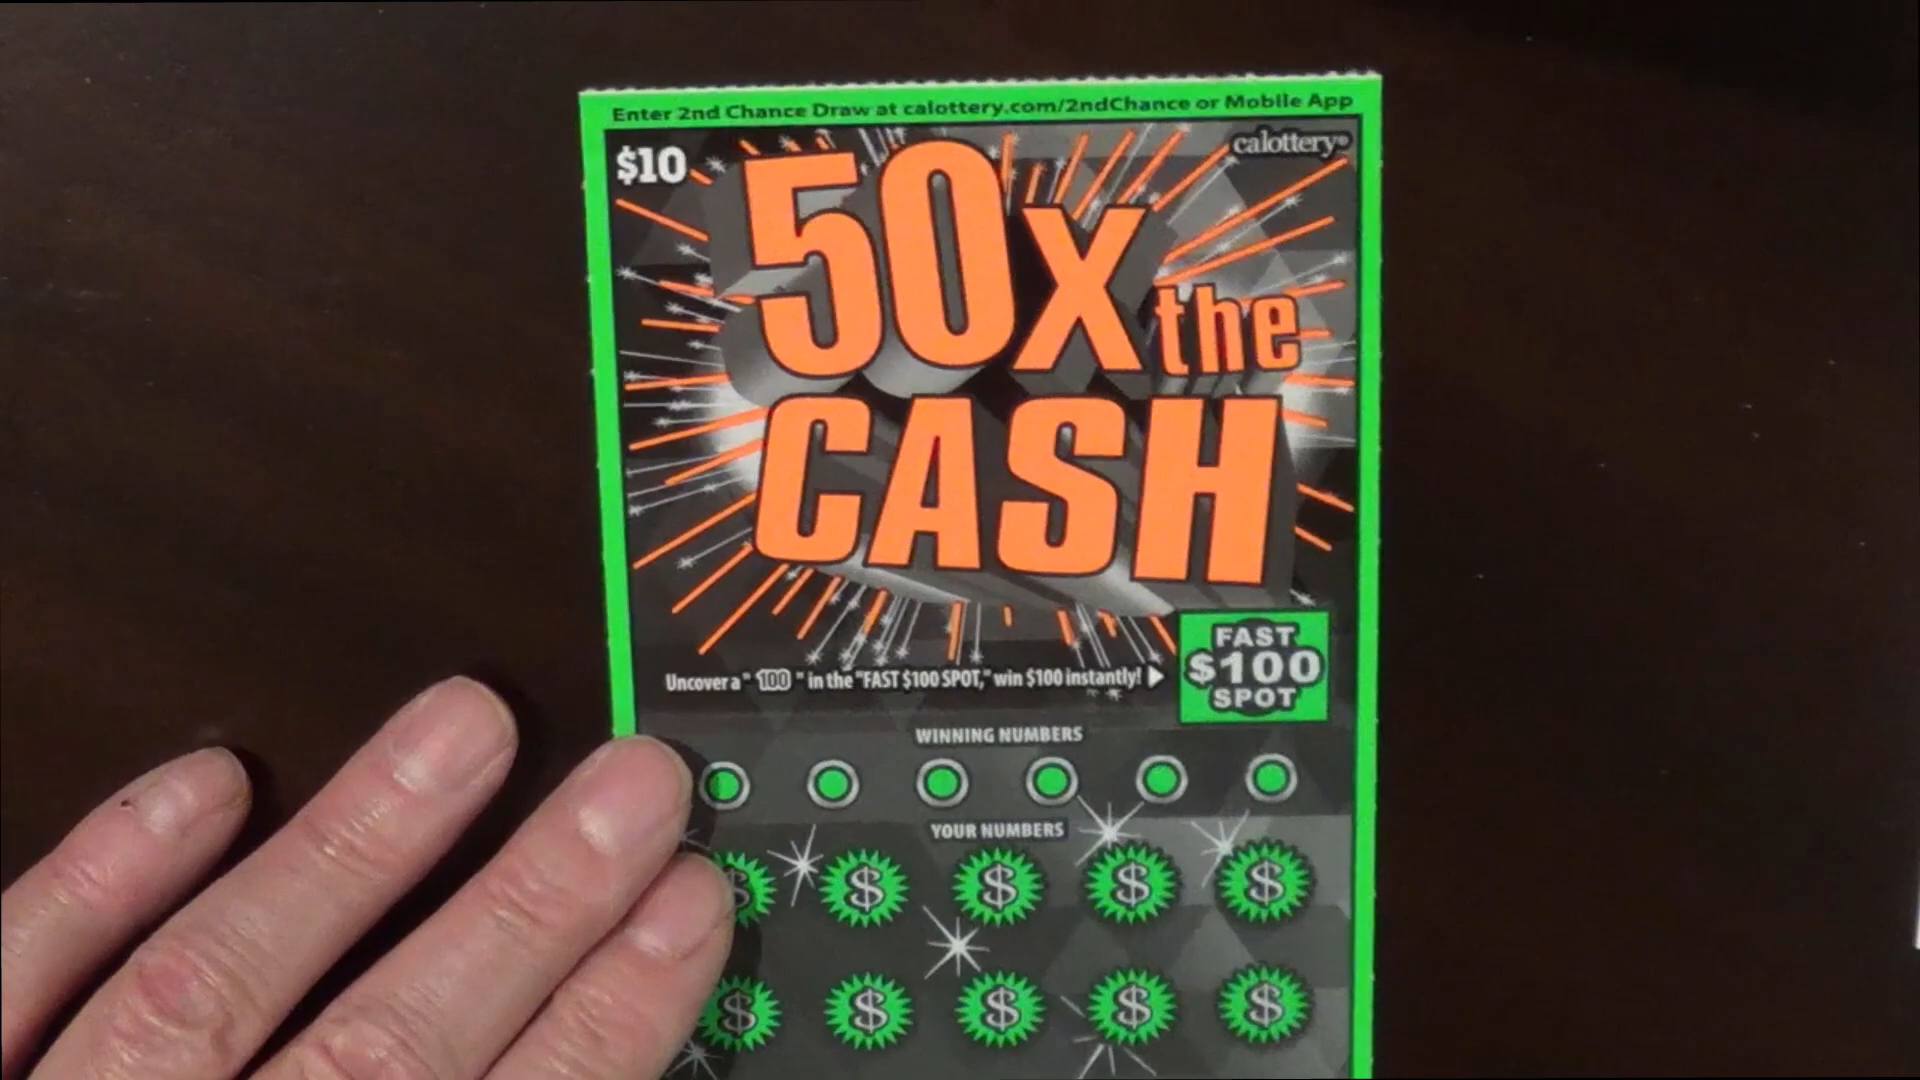 Enter 2nd Chance Draw at calottery.com/2ndChance or Mobile App
$10
calottery®
50X the
CASH
Uncover a "100" in the "FAST $100 SPOT," win $100 instantly!
FAST
$100
SPOT
WINNING NUMBERS
YOUR NUMBERS
$ $ $ $ $
$ $ $ $ $